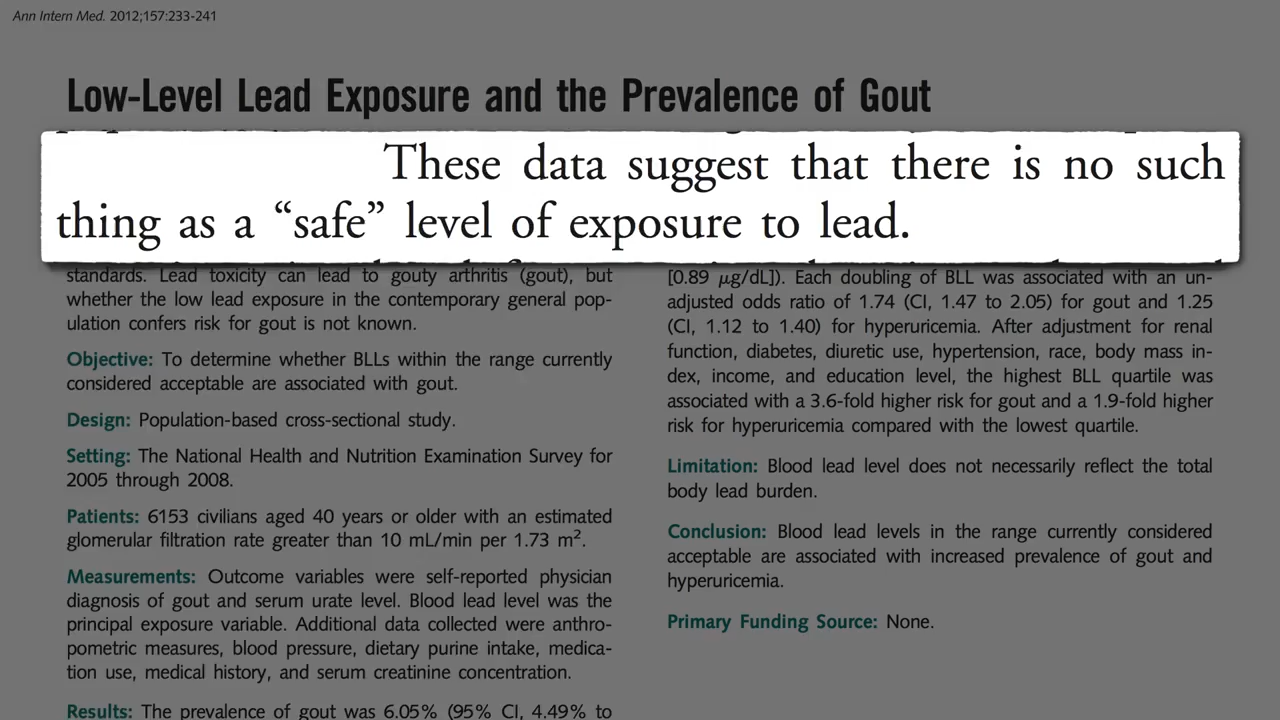 Ann Intern Med. 2012;157:233-241
Low-Level Lead Exposure and the Prevalence of Gout
These data suggest that there is no such
thing as a “safe” level of exposure to lead.
standards. Lead toxicity can lead to gouty arthritis (gout), but
whether the low lead exposure in the contemporary general pop-
ulation confers risk for gout is not known.
Objective: To determine whether BLLs within the range currently
considered acceptable are associated with gout.
Design: Population-based cross-sectional study.
Setting: The National Health and Nutrition Examination Survey for
2005 through 2008.
Patients: 6153 civilians aged 40 years or older with an estimated
glomerular filtration rate greater than 10 mL/min per 1.73 m².
Measurements: Outcome variables were self-reported physician
diagnosis of gout and serum urate level. Blood lead level was the
principal exposure variable. Additional data collected were anthro-
pometric measures, blood pressure, dietary purine intake, medica-
tion use, medical history, and serum creatinine concentration.
Results: The prevalence of gout was 6.05% (95% CI, 4.49% to
[0.89 µg/dL]). Each doubling of BLL was associated with an un-
adjusted odds ratio of 1.74 (CI, 1.47 to 2.05) for gout and 1.25
(CI, 1.12 to 1.40) for hyperuricemia. After adjustment for renal
function, diabetes, diuretic use, hypertension, race, body mass in-
dex, income, and education level, the highest BLL quartile was
associated with a 3.6-fold higher risk for gout and a 1.9-fold higher
risk for hyperuricemia compared with the lowest quartile.
Limitation: Blood lead level does not necessarily reflect the total
body lead burden.
Conclusion: Blood lead levels in the range currently considered
acceptable are associated with increased prevalence of gout and
hyperuricemia.
Primary Funding Source: None.